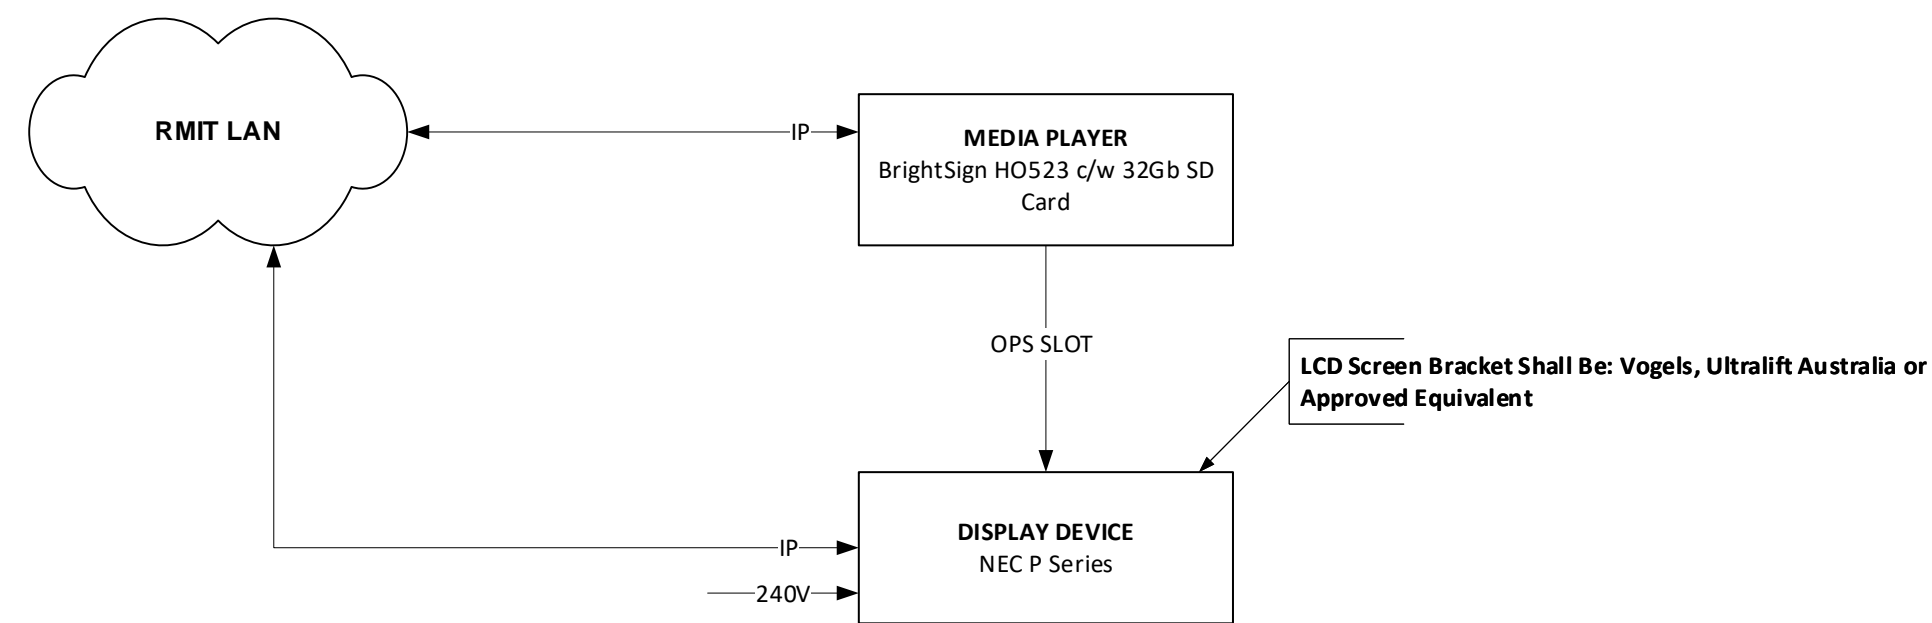 RMIT LAN
IP
MEDIA PLAYER
BrightSign HO523 c/w 32Gb SD
Card
OPS SLOT
LCD Screen Bracket Shall Be: Vogels, Ultralift Australia or
Approved Equivalent
DISPLAY DEVICE
NEC P Series
IP
240V